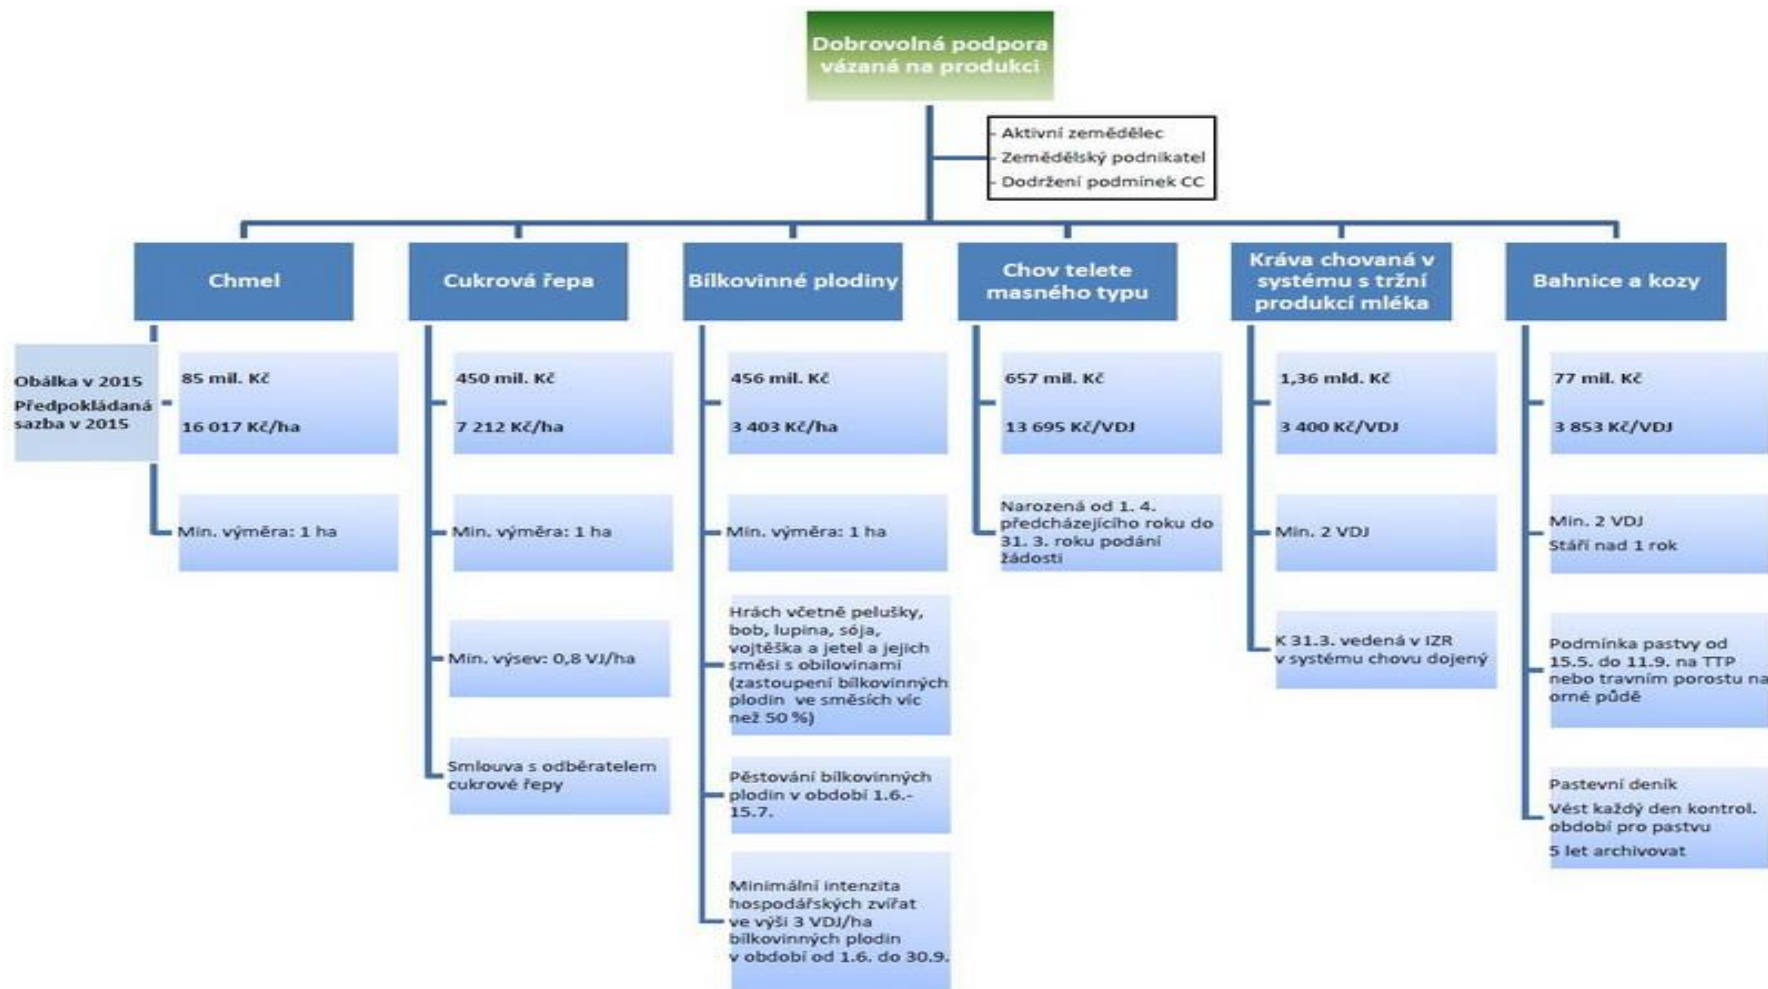 Dobrovolná podpora
vázaná na produkci
- Aktivní zemědělec
- Zemědělský podnikatel
- Dodržení podmínek CC
Chmel
Cukrová řepa
Bílkovinné plodiny
Chov telete
masného typu
Kráva chovaná v
systému s tržní
produkcí mléka
Bahnice a kozy
Obálka v 2015
Předpokládaná
sazba v 2015
85 mil. Kč
16 017 Kč/ha
450 mil. Kč
7 212 Kč/ha
456 mil. Kč
3 403 Kč/ha
657 mil. Kč
13 695 Kč/VDJ
1,36 mld. Kč
3 400 Kč/VDJ
77 mil. Kč
3 853 Kč/VDJ
Min. výměra: 1 ha
Min. výměra: 1 ha
Min. výměra: 1 ha
Narozená od 1. 4.
předcházejícího roku do
31. 3. roku podání
žádosti
Min. 2 VDJ
Min. 2 VDJ
Stáří nad 1 rok
Min. výsev: 0,8 VJ/ha
Hrách včetně pelušky,
bob, lupina, sója,
vojtěška a jetel a jejich
směsi s obilovinami
(zastoupení bílkovinných
plodin ve směsích víc
než 50 %)
K 31.3. vedená v IZR
v systému chovu dojený
Podmínka pastvy od
15.5. do 11.9. na TTP
nebo travním porostu na
orné půdě
Smlouva s odběratelem
cukrové řepy
Pěstování bílkovinných
plodin v období 1.6.-
15.7.
Pastevní deník
Vést každý den kontrol.
období pro pastvu
5 let archivovat
Minimální intenzita
hospodářských zvířat
ve výši 3 VDJ/ha
bílkovinných plodin
v období od 1.6. do 30.9.